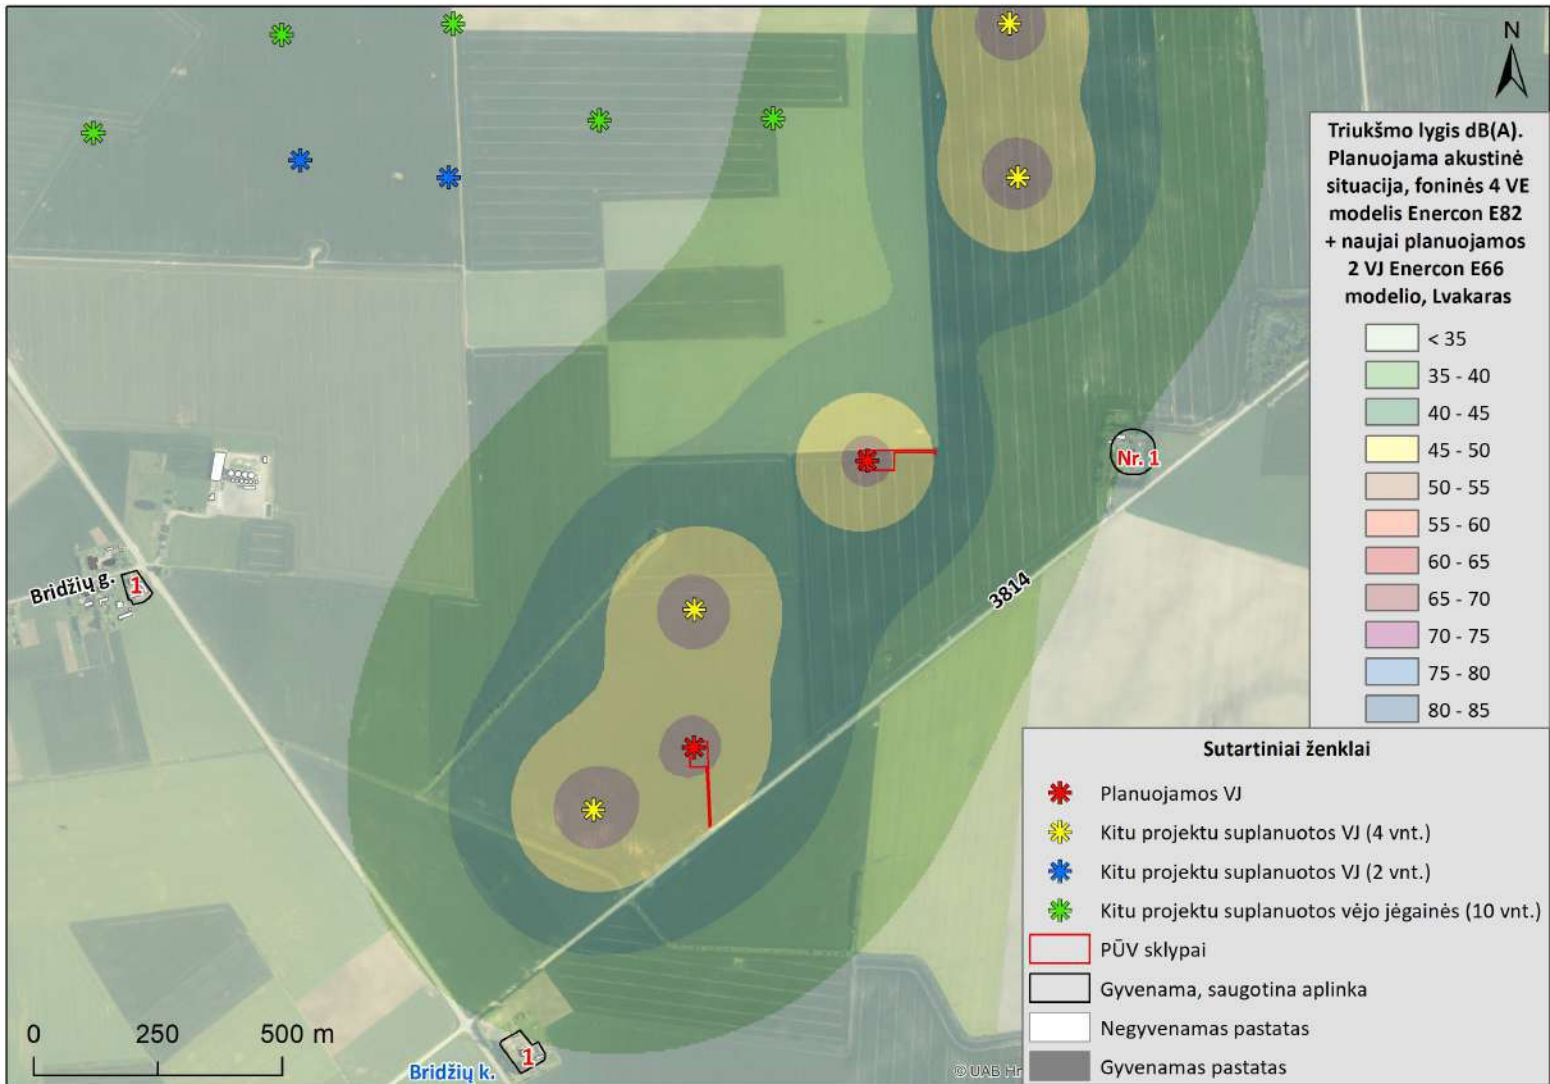 N
Triukšmo lygis dB(A).
Planuojama akustinė
situacija, foninės 4 VE
modelis Enercon E82
+ naujai planuojamos
2 VJ Enercon E66
modelio, Lvakaras
< 35
35 - 40
40 - 45
45 - 50
50 - 55
55 - 60
60 - 65
65 - 70
70 - 75
75 - 80
80 - 85
Nr. 1
Bridžių g.
1
3814
Sutartiniai ženklai
Planuojamos VJ
Kitu projektu suplanuotos VJ (4 vnt.)
Kitu projektu suplanuotos VJ (2 vnt.)
Kitu projektu suplanuotos vėjo jėgainės (10 vnt.)
PŪV sklypai
Gyvenama, saugotina aplinka
Negyvenamas pastatas
Gyvenamas pastatas
0 250 500 m
1
Bridžių k.
© UAB